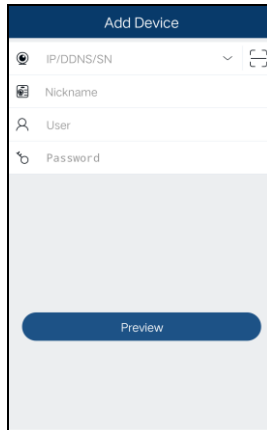 Add Device
IP/DDNS/SN
Nickname
User
Password
Preview